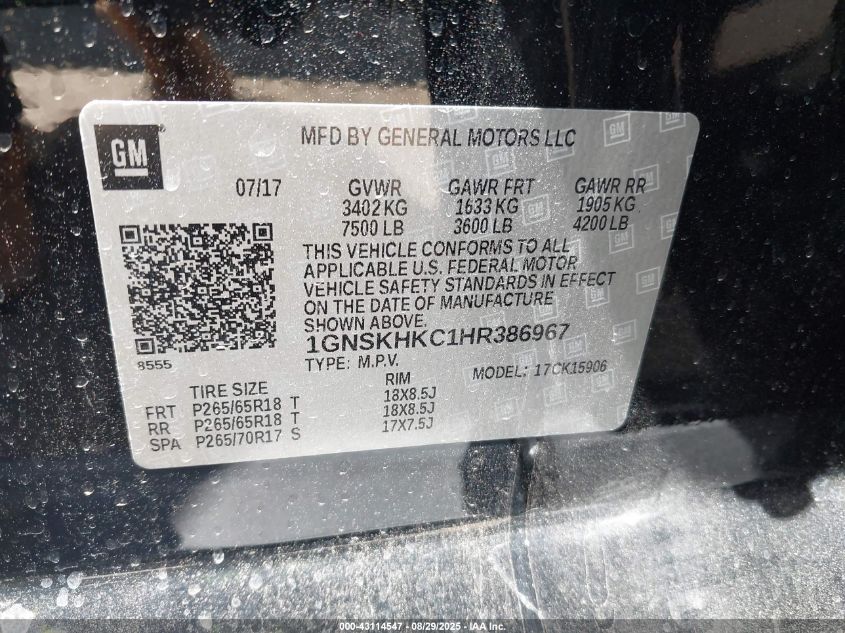 GM
MFD BY GENERAL MOTORS LLC
07/17 GVWR GAWR FRT GAWR RR
3402 KG 1633 KG 1905 KG
7500 LB 3600 LB 4200 LB
THIS VEHICLE CONFORMS TO ALL
APPLICABLE U.S. FEDERAL MOTOR
VEHICLE SAFETY STANDARDS IN EFFECT
ON THE DATE OF MANUFACTURE
SHOWN ABOVE.
8555
1GNSKHKC1HR386967
TYPE: M.P.V. MODEL: 17CK15906
TIRE SIZE RIM
FRT P265/65R18 T 18X8.5J
RR P265/65R18 T 18X8.5J
SPA P265/70R17 S 17X7.5J
000-43114547 - 08/29/2025 - IAA Inc.